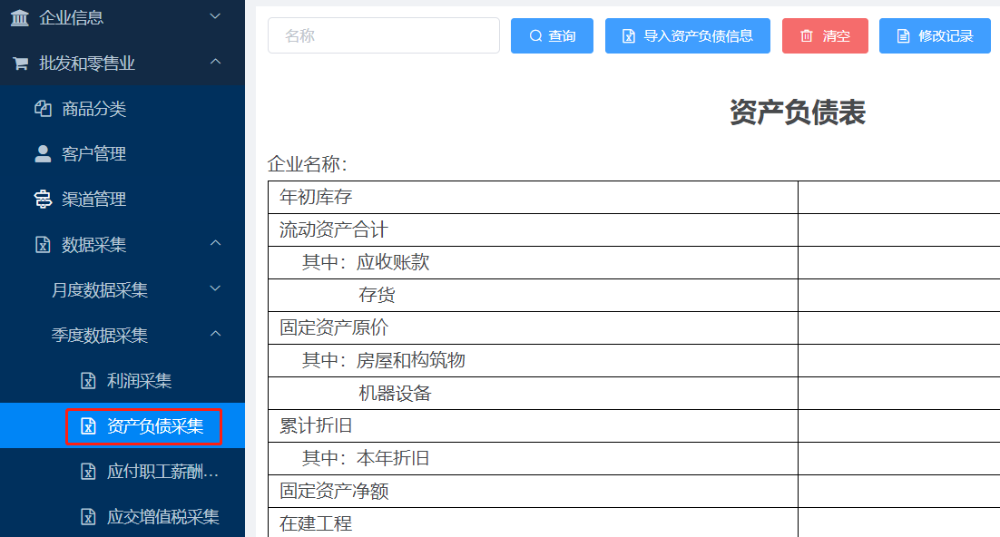 企业信息
批发和零售业
商品分类
客户管理
渠道管理
数据采集
月度数据采集
季度数据采集
利润采集
资产负债采集
应付职工薪酬...
应交增值税采集
名称
查询
导入资产负债信息
清空
修改记录
资产负债表
企业名称:
年初库存
流动资产合计
其中: 应收账款
存货
固定资产原价
其中: 房屋和构筑物
机器设备
累计折旧
其中: 本年折旧
固定资产净额
在建工程